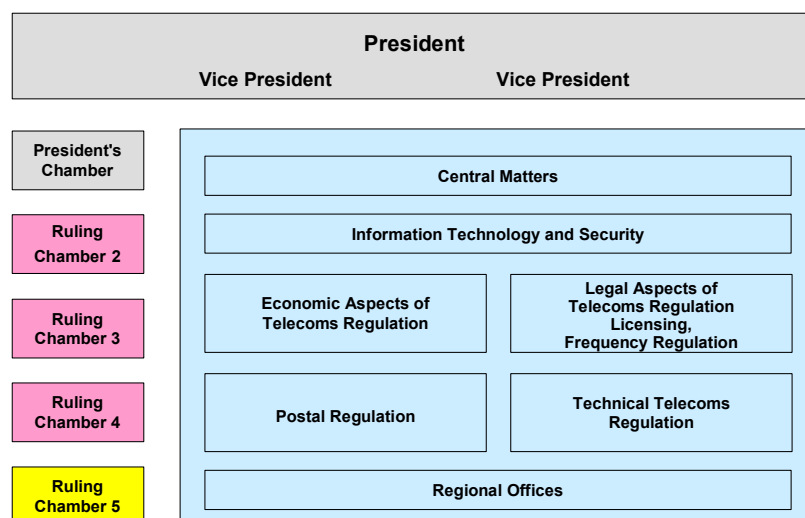 President
Vice President Vice President
President's
Chamber
Central Matters
Ruling
Chamber 2
Information Technology and Security
Ruling
Chamber 3
Economic Aspects of
Telecoms Regulation
Legal Aspects of
Telecoms Regulation
Licensing,
Frequency Regulation
Ruling
Chamber 4
Postal Regulation
Technical Telecoms
Regulation
Ruling
Chamber 5
Regional Offices